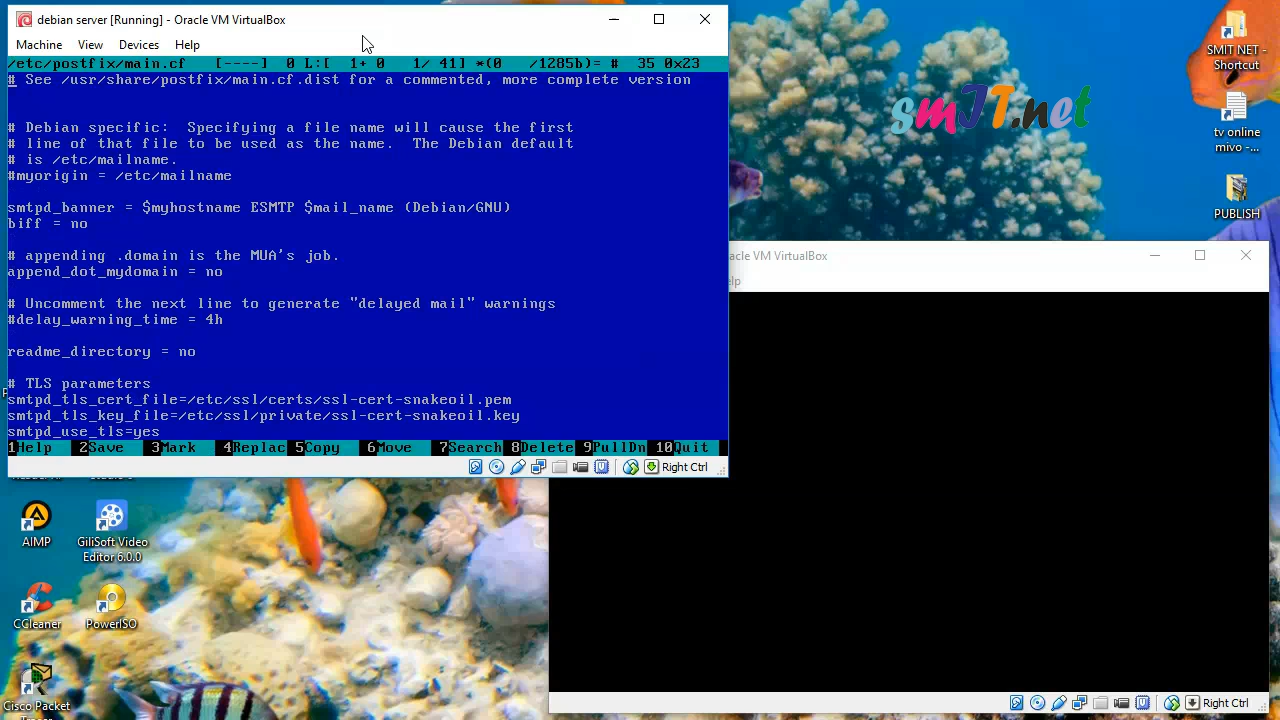 debian server [Running] - Oracle VM VirtualBox
Machine View Devices Help
/etc/postfix/main.cf [----] 0 L:[ 1+ 0 1/ 41] *(0 /1285b)= # 35 0x23
# See /usr/share/postfix/main.cf.dist for a commented, more complete version
# Debian specific: Specifying a file name will cause the first
# line of that file to be used as the name. The Debian default
# is /etc/mailname.
#myorigin = /etc/mailname
smtpd_banner = $myhostname ESMTP $mail_name (Debian/GNU)
biff = no
# appending .domain is the MUA's job.
append_dot_mydomain = no
# Uncomment the next line to generate "delayed mail" warnings
#delay_warning_time = 4h
readme_directory = no
# TLS parameters
smtpd_tls_cert_file=/etc/ssl/certs/ssl-cert-snakeoil.pem
smtpd_tls_key_file=/etc/ssl/private/ssl-cert-snakeoil.key
smtpd_use_tls=yes
1Help 2Save 3Mark 4Replac 5Copy 6Move 7Search 8Delete 9PullDn 10Quit
Right Ctrl
smIT.net
SMIT NET -
Shortcut
tv online
mivo -...
PUBLISH
acle VM VirtualBox
elp
Right Ctrl
AIMP
GiliSoft Video
Editor 6.0.0
CCleaner
PowerISO
Cisco Packet